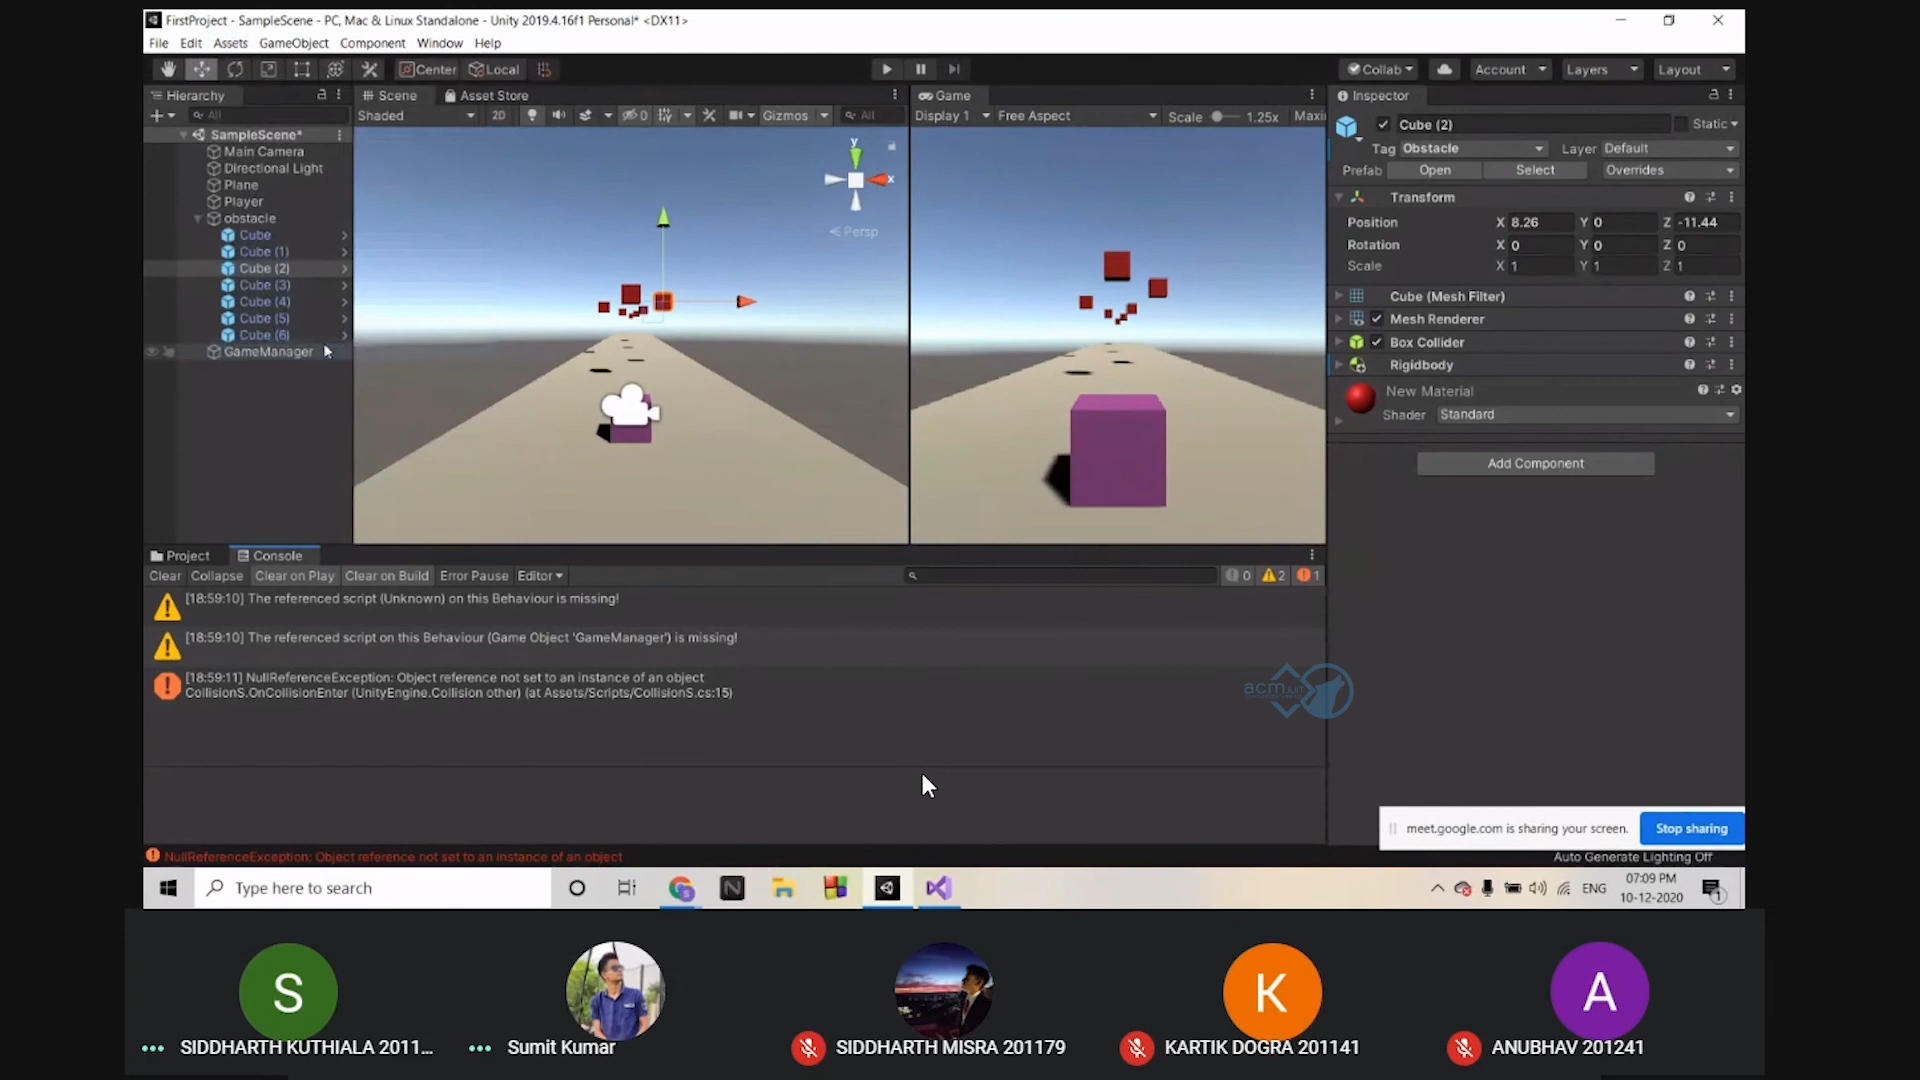 FirstProject - SampleScene - PC, Mac & Linux Standalone - Unity 2019.4.16f1 Personal* <DX11>
File Edit Assets GameObject Component Window Help
Center Local Collab Account Layers Layout
Hierarchy Scene Asset Store Game Inspector
All Shaded 2D 0 Gizmos All Display 1 Free Aspect Scale 1.25x Maxi
Cube (2) Static
SampleScene*
Main Camera
Directional Light
Plane
Player
obstacle
Cube
Cube (1)
Cube (2)
Cube (3)
Cube (4)
Cube (5)
Cube (6)
GameManager
y
x
Persp
Tag Obstacle Layer Default
Prefab Open Select Overrides
Transform
Position X 8.26 Y 0 Z -11.44
Rotation X 0 Y 0 Z 0
Scale X 1 Y 1 Z 1
Cube (Mesh Filter)
Mesh Renderer
Box Collider
Rigidbody
New Material
Shader Standard
Add Component
Project Console
Clear Collapse Clear on Play Clear on Build Error Pause Editor 0 2 1
[18:59:10] The referenced script (Unknown) on this Behaviour is missing!
[18:59:10] The referenced script on this Behaviour (Game Object 'GameManager') is missing!
[18:59:11] NullReferenceException: Object reference not set to an instance of an object
CollisionS.OnCollisionEnter (UnityEngine.Collision other) (at Assets/Scripts/CollisionS.cs:15)
acm JUIT
meet.google.com is sharing your screen. Stop sharing
NullReferenceException: Object reference not set to an instance of an object
Auto Generate Lighting Off
Type here to search
ENG
07:09 PM
10-12-2020
1
S
K
A
SIDDHARTH KUTHIALA 2011...
Sumit Kumar
SIDDHARTH MISRA 201179
KARTIK DOGRA 201141
ANUBHAV 201241